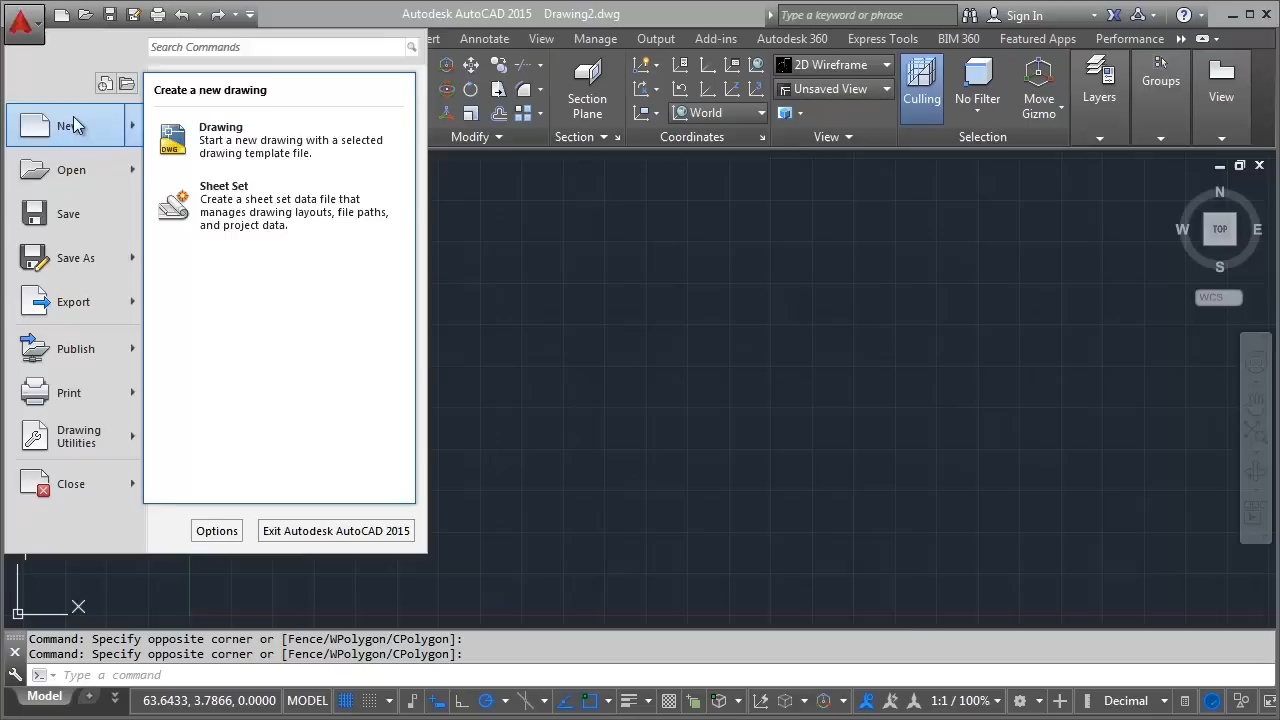 Autodesk AutoCAD 2015 Drawing2.dwg
Type a keyword or phrase
Sign In
Search Commands
Annotate View Manage Output Add-ins Autodesk 360 Express Tools BIM 360 Featured Apps Performance
Create a new drawing
New
Drawing
Start a new drawing with a selected
drawing template file.
Open
Sheet Set
Create a sheet set data file that
manages drawing layouts, file paths,
and project data.
Save
Save As
Export
Publish
Print
Drawing
Utilities
Close
Options
Exit Autodesk AutoCAD 2015
Modify
Section
Plane
Section
World
Coordinates
2D Wireframe
Unsaved View
View
Culling
No Filter
Move
Gizmo
Selection
Layers
Groups
View
N
W
TOP
E
S
WCS
X
Command: Specify opposite corner or [Fence/WPolygon/CPolygon]:
Command: Specify opposite corner or [Fence/WPolygon/CPolygon]:
Type a command
Model
63.6433, 3.7866, 0.0000
MODEL
1:1 / 100%
Decimal